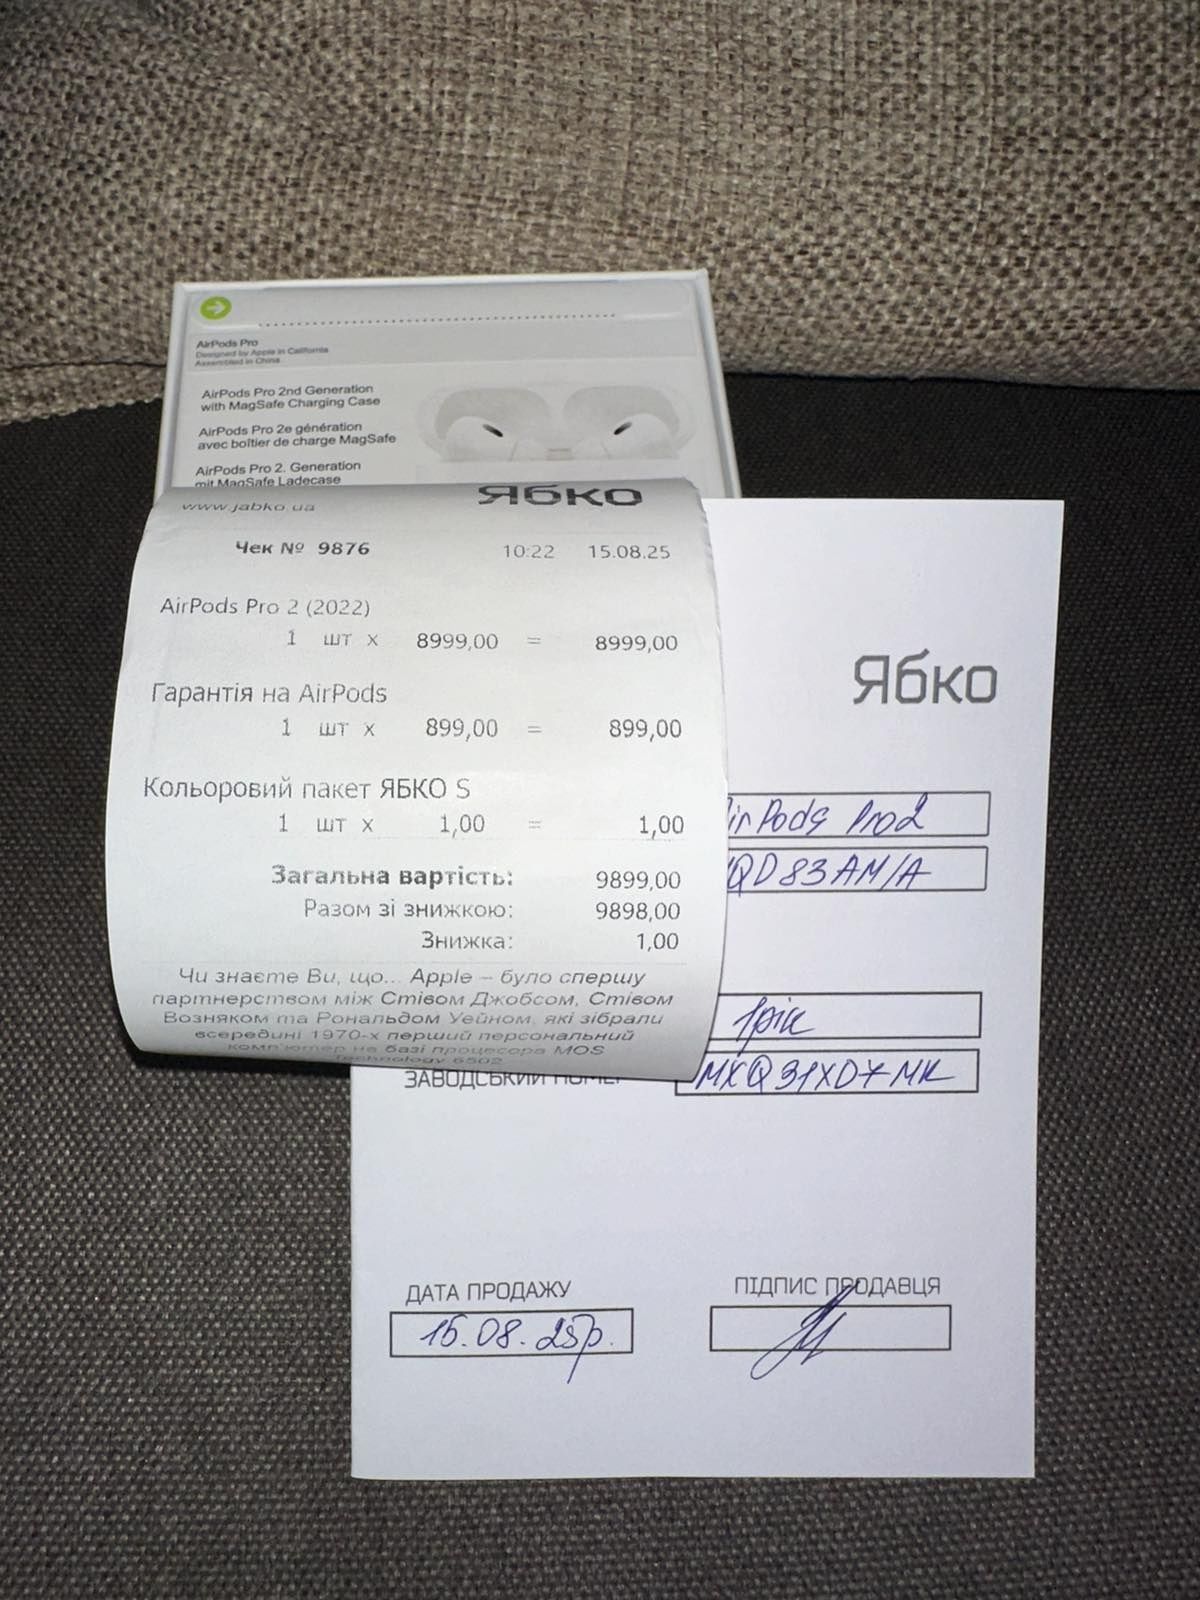 AirPods Pro
Designed by Apple in California
Assembled in China
AirPods Pro 2nd Generation
with MagSafe Charging Case
AirPods Pro 2e génération
avec boîtier de charge MagSafe
AirPods Pro 2. Generation
mit MagSafe Ladecase
www.jabko.ua Ябко
Чек № 9876 10:22 15.08.25
AirPods Pro 2 (2022)
1 шт x 8999,00 = 8999,00
Гарантія на AirPods
1 шт x 899,00 = 899,00
Кольоровий пакет ЯБКО S
1 шт x 1,00 = 1,00
Загальна вартість: 9899,00
Разом зі знижкою: 9898,00
Знижка: 1,00
Чи знаєте Ви, що... Apple – було спершу
партнерством між Стівом Джобсом, Стівом
Возняком та Рональдом Уейном, які зібрали
всередині 1970-х перший персональний
комп'ютер на базі процесора MOS
Technology 6502
Ябко
AirPods Pro2
QD83AM/A
1рік
ЗАВОДСЬКИЙ НОМЕР MXQ31XD7MK
ДАТА ПРОДАЖУ ПІДПИС ПРОДАВЦЯ
15.08.25р.